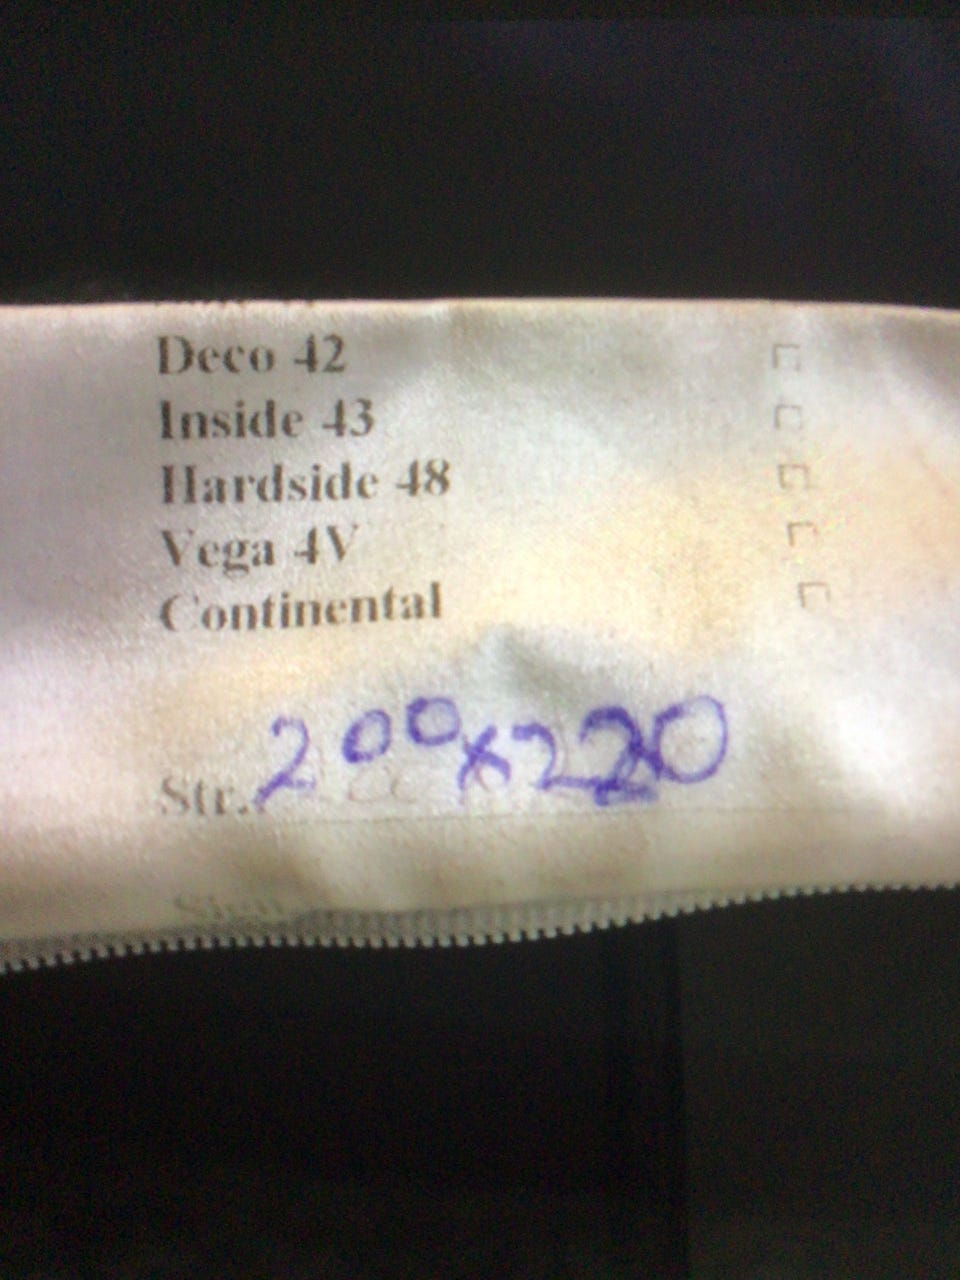 Deco 42
Inside 43
Hardside 48
Vega 4V
Continental
Str. 200x220